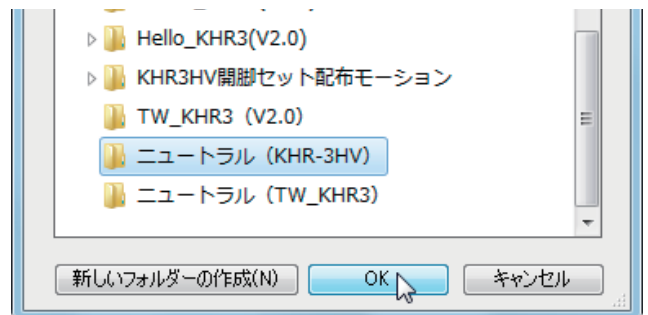 Hello_KHR3(V2.0)
KHR3HV開脚セット配布モーション
TW_KHR3（V2.0）
ニュートラル（KHR-3HV）
ニュートラル（TW_KHR3）
新しいフォルダーの作成(N)
OK
キャンセル